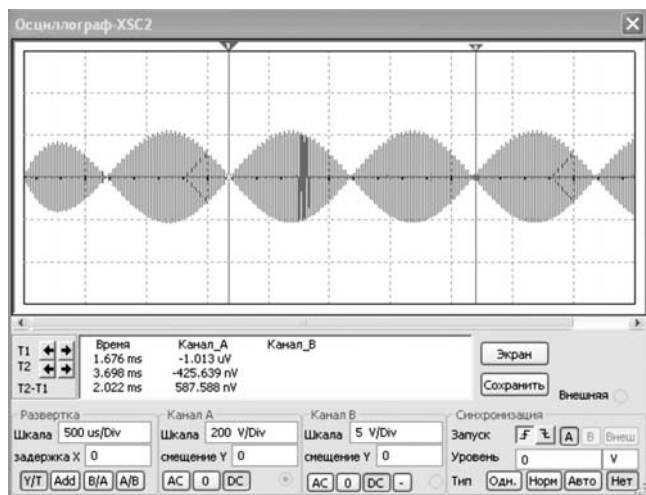 Осциллограф-XSC2
1 2
T1
T2
T2-T1
Время Канал_A Канал_B
1.676 ms -1.013 uV
3.698 ms -425.639 nV
2.022 ms 587.588 nV
Экран
Сохранить
Внешняя
Развертка Канал A Канал B Синхронизация
Шкала 500 us/Div Шкала 200 V/Div Шкала 5 V/Div Запуск A B Внеш
задержка X 0 смещение Y 0 смещение Y 0 Уровень 0 V
Y/T Add B/A A/B AC 0 DC AC 0 DC - Тип Одн. Норм Авто Нет